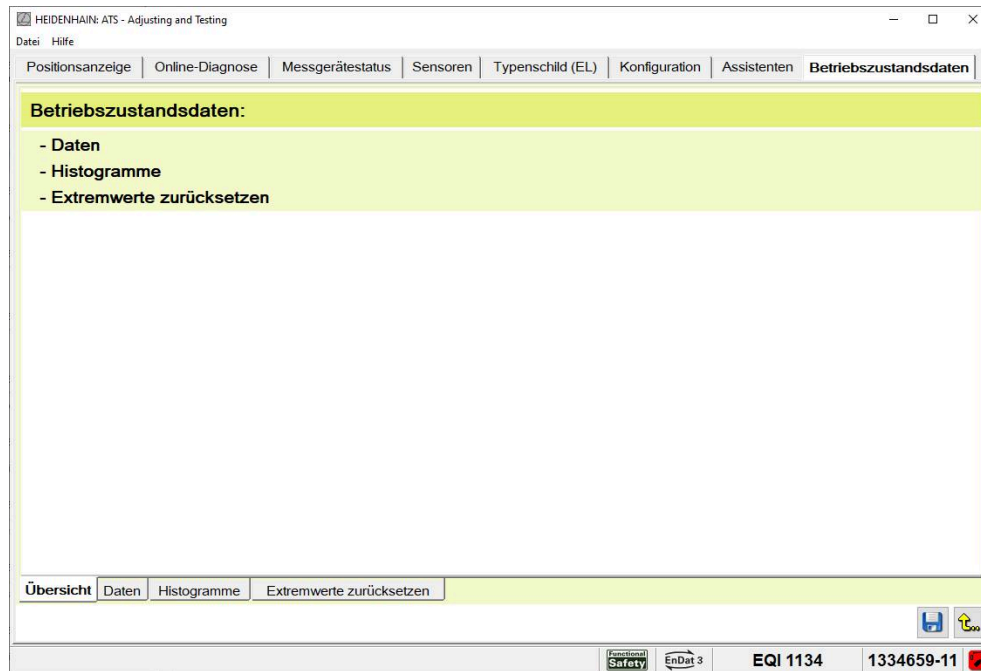 HEIDENHAIN: ATS - Adjusting and Testing
Datei Hilfe
Positionsanzeige Online-Diagnose Messgerätestatus Sensoren Typenschild (EL) Konfiguration Assistenten Betriebszustandsdaten
Betriebszustandsdaten:
- Daten
- Histogramme
- Extremwerte zurücksetzen
Übersicht Daten Histogramme Extremwerte zurücksetzen
Functional Safety EnDat 3 EQI 1134 1334659-11